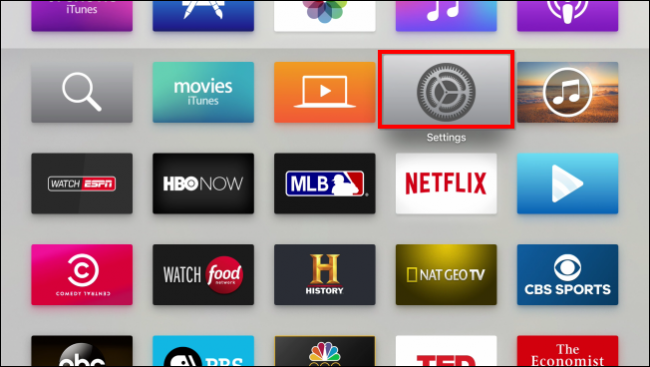 iTunes
iTunes
movies
iTunes
Settings
WATCH ESPN
HBO NOW
MLB
NETFLIX
COMEDY CENTRAL
WATCH food
network
H
HISTORY
NAT GEO TV
CBS SPORTS
abc
PBS
TED
The
Economist